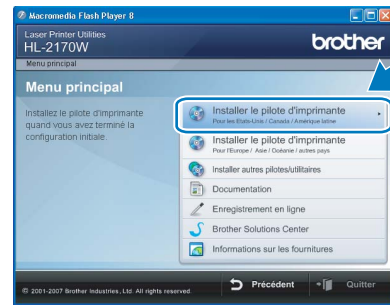 Macromedia Flash Player 8
Laser Printer Utilities
HL-2170W
brother
Menu principal
Menu principal
Installez le pilote d'imprimante
quand vous avez terminé la
configuration initiale.
Installer le pilote d'imprimante
Pour les Etats-Unis / Canada / Amérique latine
Installer le pilote d'imprimante
Pour l'Europe / Asie / Océanie / autres pays
Installer autres pilotes/utilitaires
Documentation
Enregistrement en ligne
Brother Solutions Center
Informations sur les fournitures
© 2001-2007 Brother Industries, Ltd. All rights reserved.
Précédent
Quitter